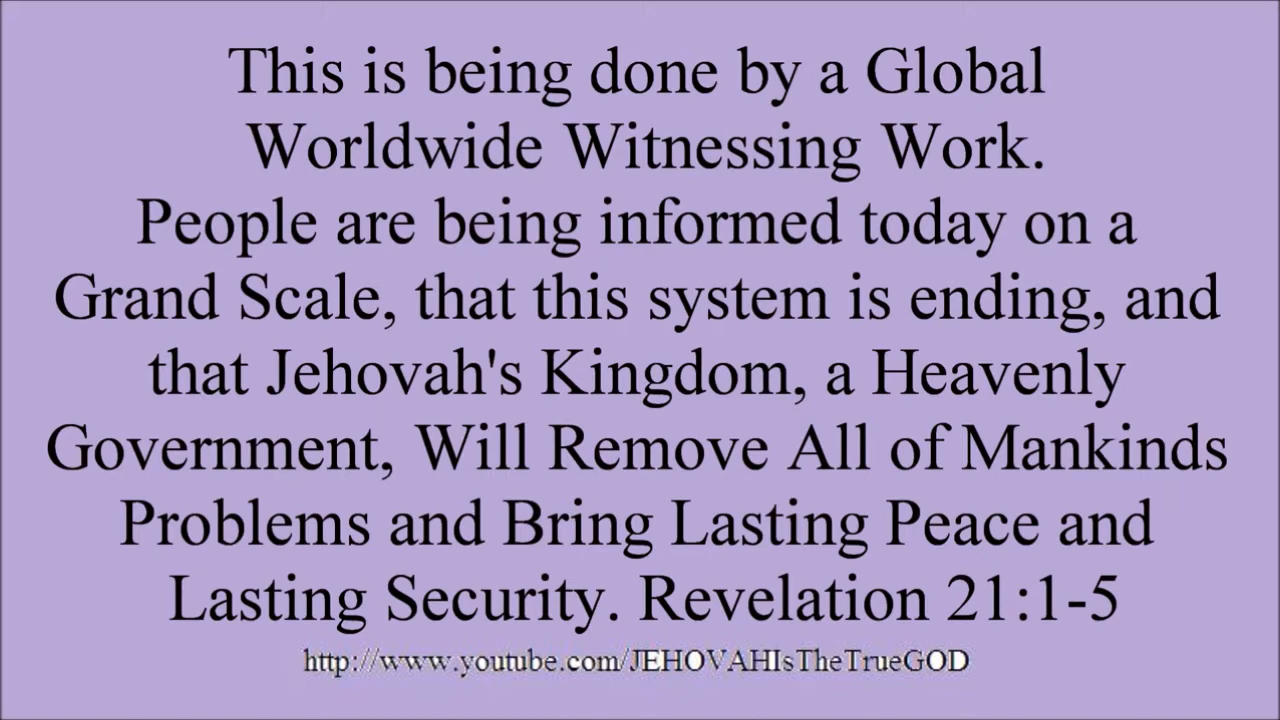 This is being done by a Global
Worldwide Witnessing Work.
People are being informed today on a
Grand Scale, that this system is ending, and
that Jehovah's Kingdom, a Heavenly
Government, Will Remove All of Mankinds
Problems and Bring Lasting Peace and
Lasting Security. Revelation 21:1-5
http://www.youtube.com/JEHOVAHIsTheTrueGOD